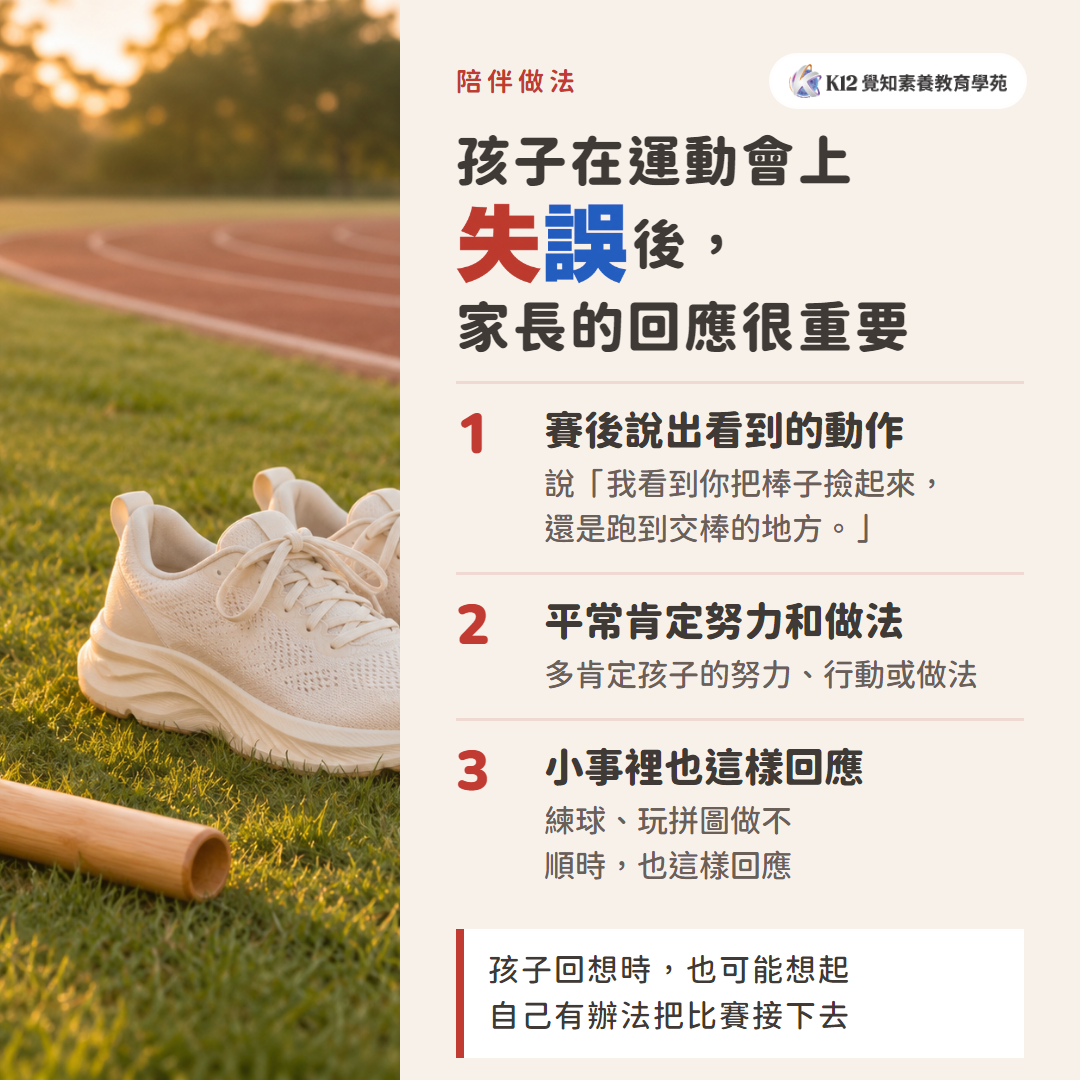 陪伴做法
K12 覺知素養教育學苑
孩子在運動會上
失誤後，
家長的回應很重要
1 賽後說出看到的動作
說「我看到你把棒子撿起來，
還是跑到交棒的地方。」
2 平常肯定努力和做法
多肯定孩子的努力、行動或做法
3 小事裡也這樣回應
練球、玩拼圖做不
順時，也這樣回應
孩子回想時，也可能想起
自己有辦法把比賽接下去